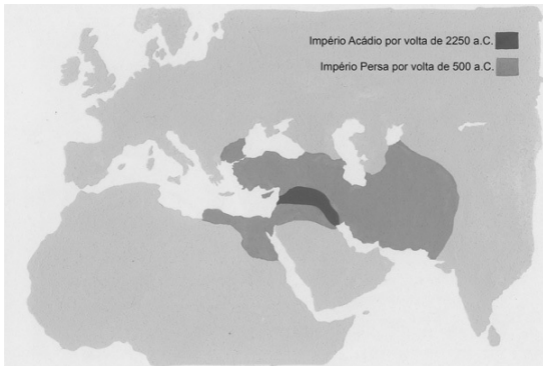 Império Acádio por volta de 2250 a.C.
Império Persa por volta de 500 a.C.